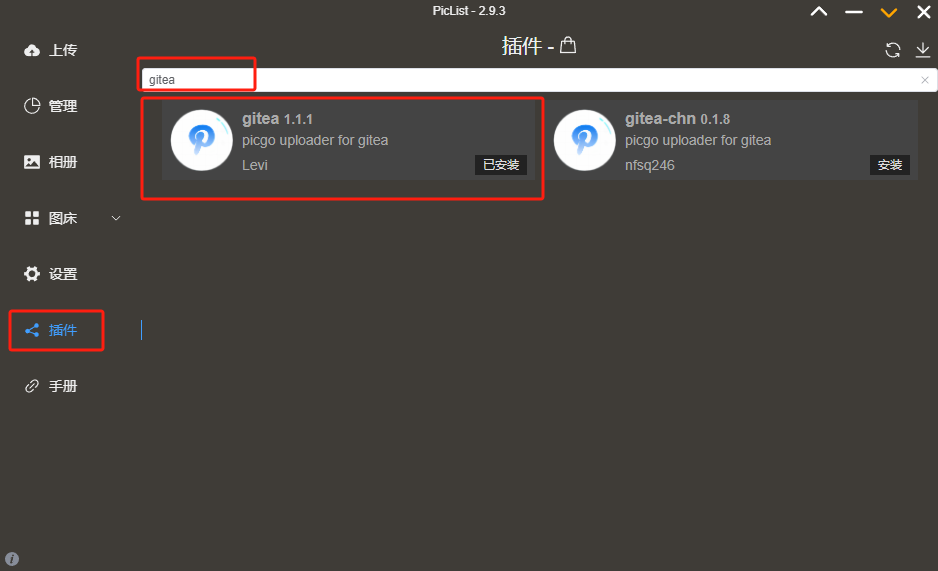 PicList - 2.9.3
上传
管理
相册
图床
设置
插件
手册
插件 -
gitea
gitea 1.1.1
picgo uploader for gitea
Levi
已安装
gitea-chn 0.1.8
picgo uploader for gitea
nfsq246
安装